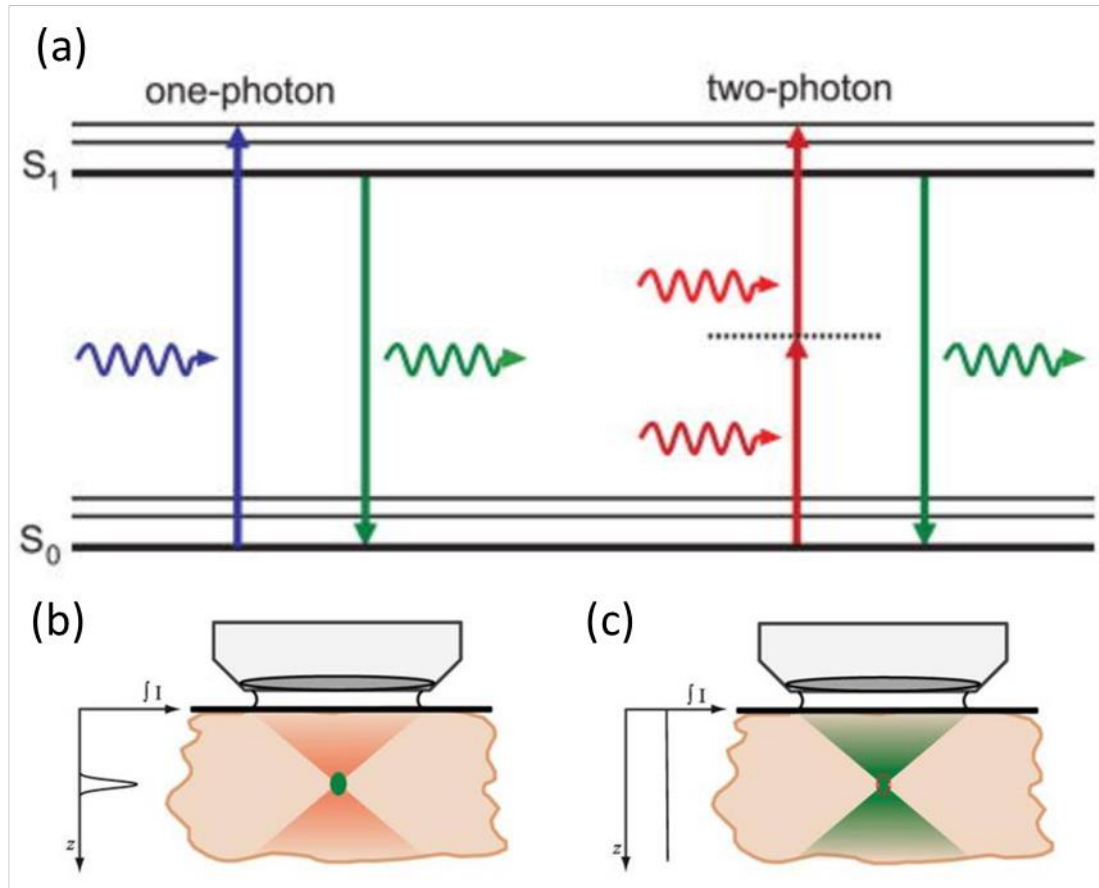 (a)
one-photon
two-photon
S₁
S₀
(b)
(c)
∫ I
∫ I
z
z